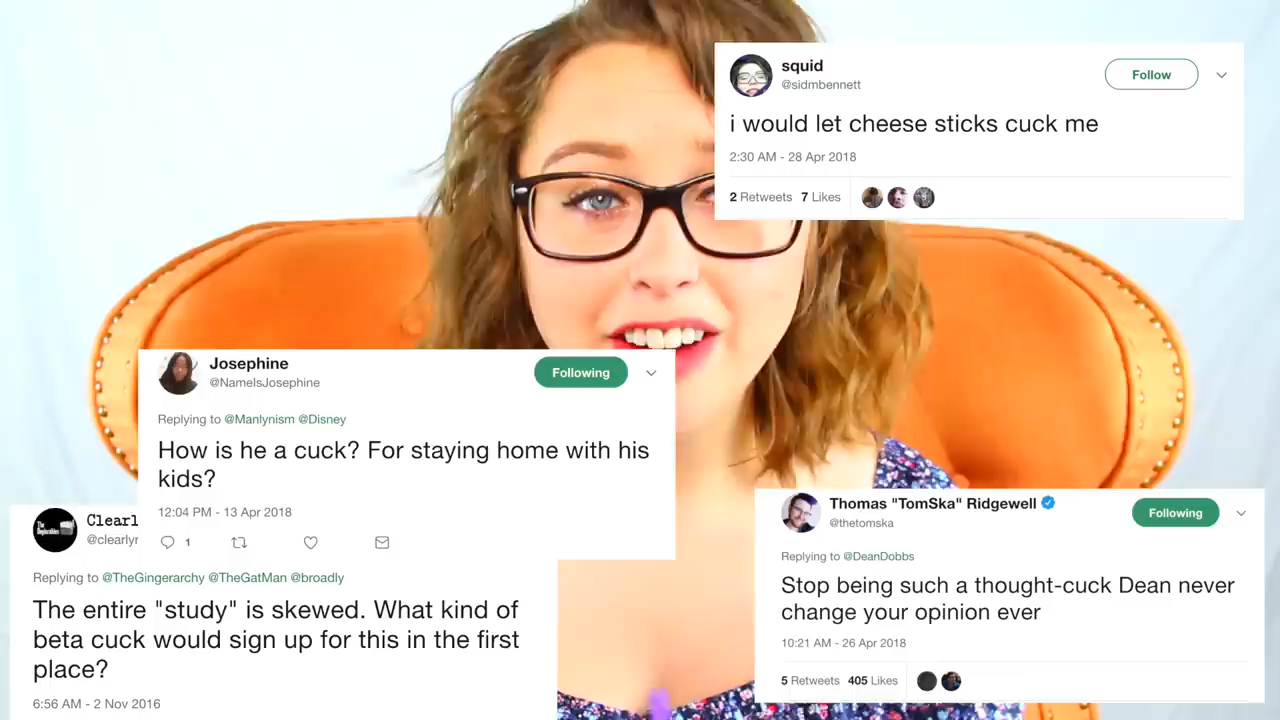 squid
@sidmbennett
Follow
i would let cheese sticks cuck me
2:30 AM - 28 Apr 2018
2 Retweets 7 Likes
Josephine
@NameIsJosephine
Following
Replying to @Manlynism @Disney
How is he a cuck? For staying home with his
kids?
12:04 PM - 13 Apr 2018
1
Clearl
@clearlyr
Replying to @TheGingerarchy @TheGatMan @broadly
The entire "study" is skewed. What kind of
beta cuck would sign up for this in the first
place?
6:56 AM - 2 Nov 2016
Thomas "TomSka" Ridgewell
@thetomska
Following
Replying to @DeanDobbs
Stop being such a thought-cuck Dean never
change your opinion ever
10:21 AM - 26 Apr 2018
5 Retweets 405 Likes